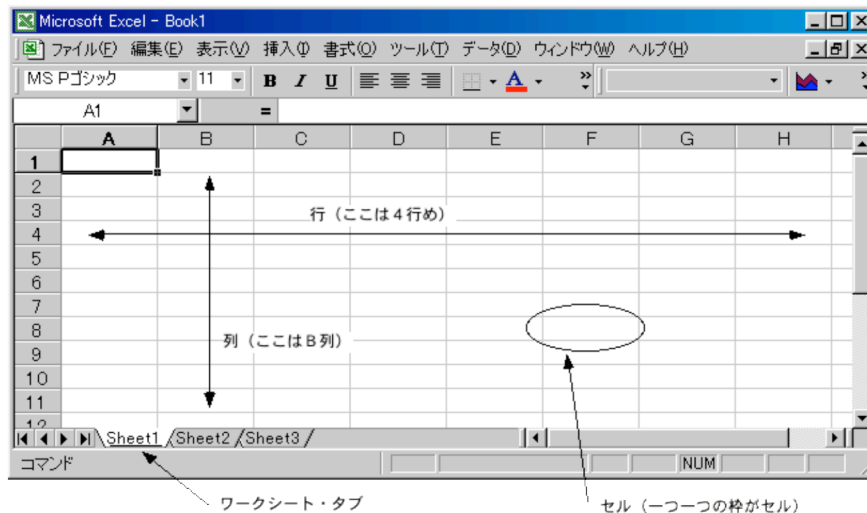 Microsoft Excel - Book1
ファイル(F) 編集(E) 表示(V) 挿入(I) 書式(O) ツール(T) データ(D) ウィンドウ(W) ヘルプ(H)
MS Pゴシック 11 B I U A »
A1 =
A B C D E F G H
1
2
3
行（ここは４行め）
4
5
6
7
8
列（ここはＢ列）
9
10
11
12
Sheet1 Sheet2 Sheet3
コマンド NUM
ワークシート・タブ
セル（一つ一つの枠がセル）